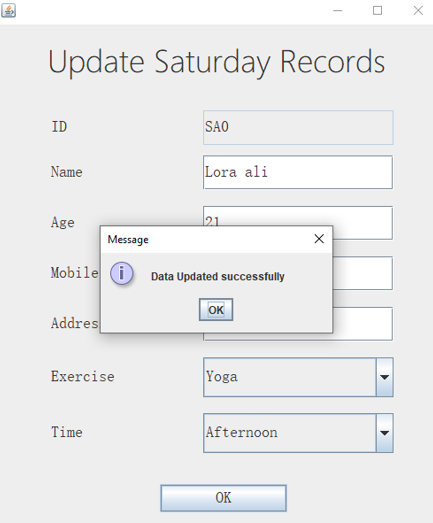 Update Saturday Records
ID SA0
Name Lora ali
Age 21
Message
Mobile
Data Updated successfully
OK
Addres
Exercise Yoga
Time Afternoon
OK